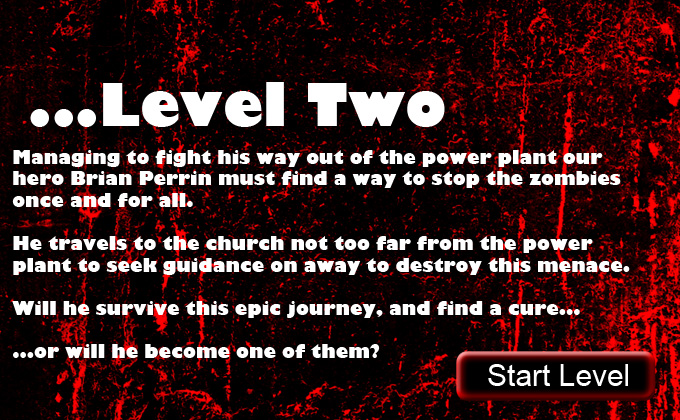 ...Level Two
Managing to fight his way out of the power plant our
hero Brian Perrin must find a way to stop the zombies
once and for all.
He travels to the church not too far from the power
plant to seek guidance on away to destroy this menace.
Will he survive this epic journey, and find a cure...
...or will he become one of them?
Start Level